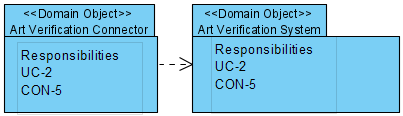 <<Domain Object>>
Art Verification Connector
Responsibilities
UC-2
CON-5
<<Domain Object>>
Art Verification System
Responsibilities
UC-2
CON-5